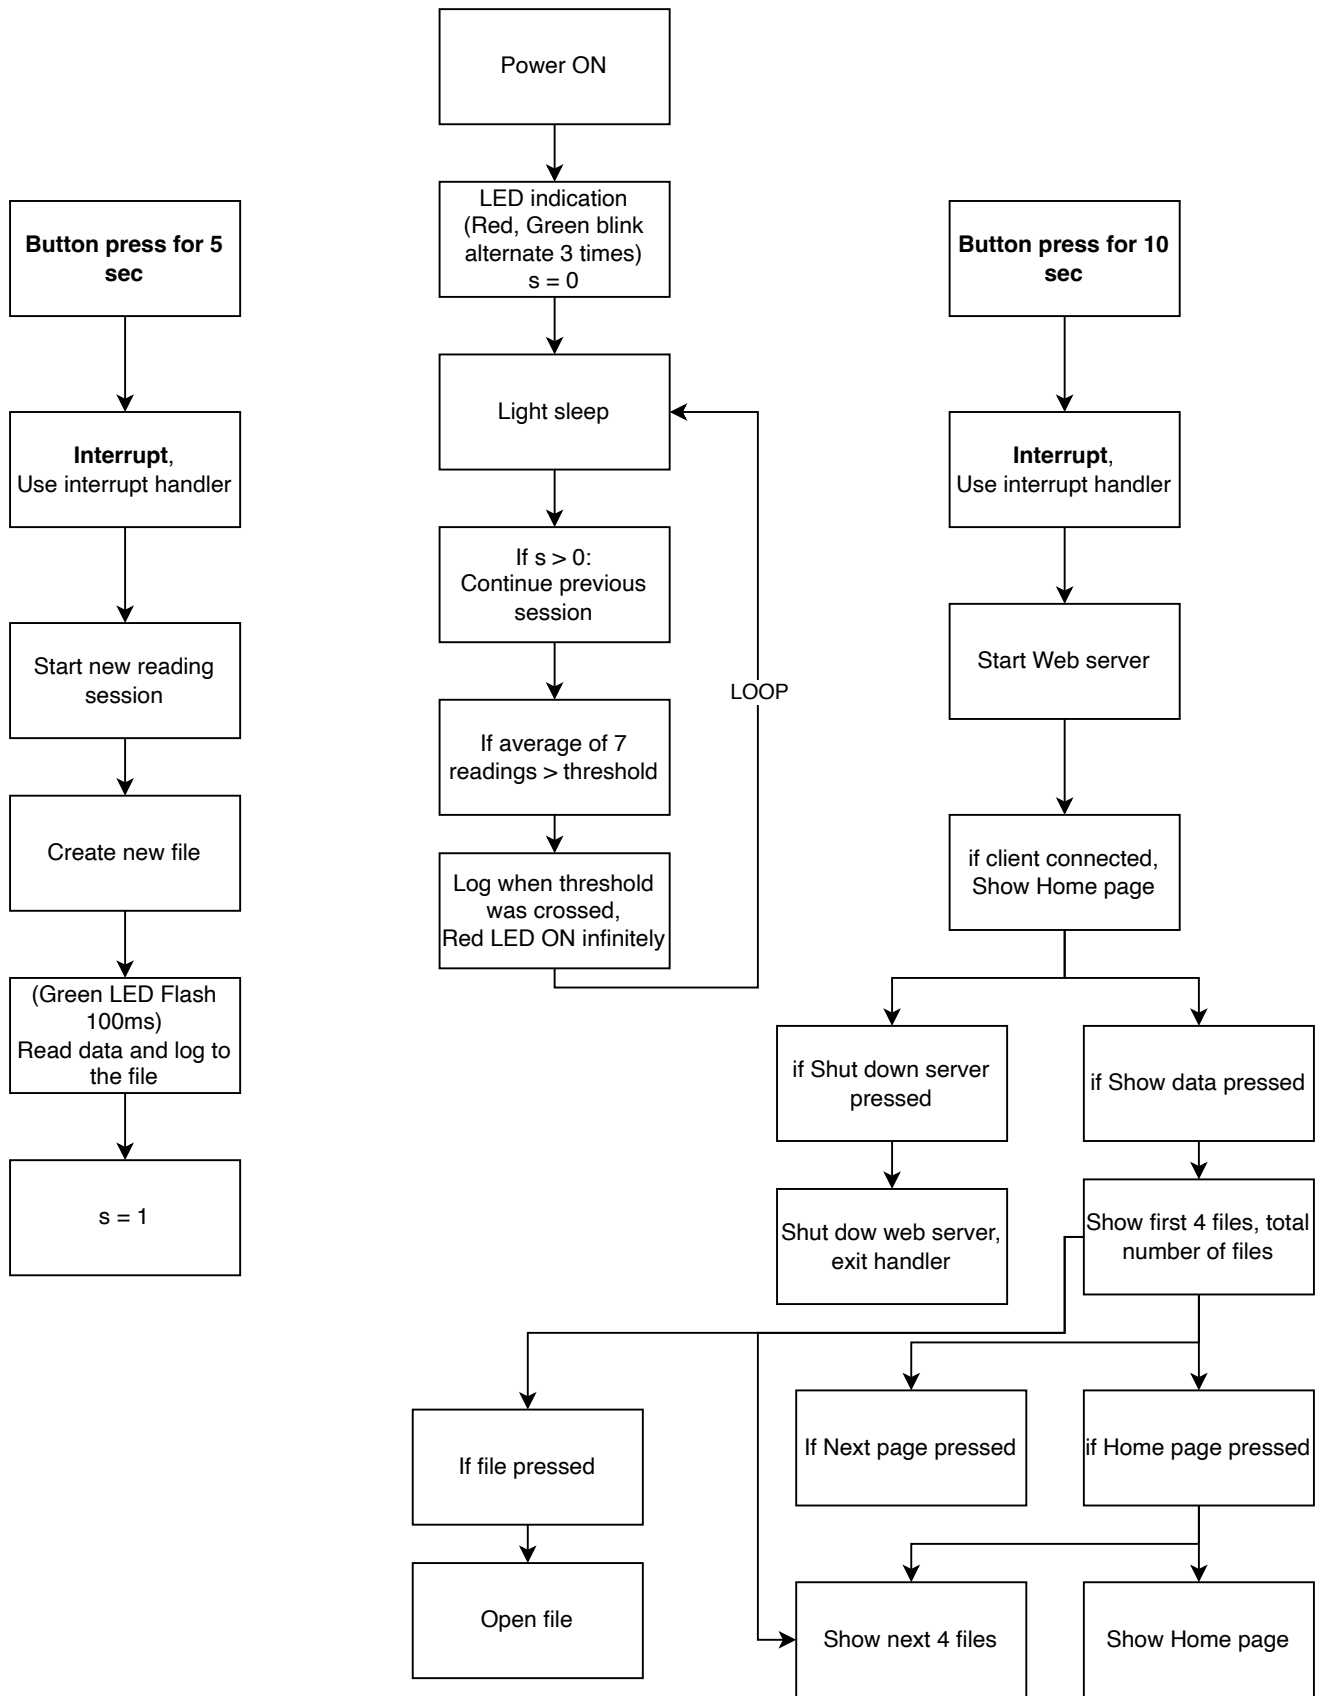 Power ON
LED indication
(Red, Green blink
alternate 3 times)
s = 0
Button press for 5
sec
Button press for 10
sec
Light sleep
Interrupt,
Use interrupt handler
Interrupt,
Use interrupt handler
If s > 0:
Continue previous
session
Start new reading
session
Start Web server
LOOP
If average of 7
readings > threshold
Create new file
if client connected,
Show Home page
Log when threshold
was crossed,
Red LED ON infinitely
(Green LED Flash
100ms)
Read data and log to
the file
if Shut down server
pressed
if Show data pressed
s = 1
Shut dow web server,
exit handler
Show first 4 files, total
number of files
If file pressed
If Next page pressed
if Home page pressed
Open file
Show next 4 files
Show Home page